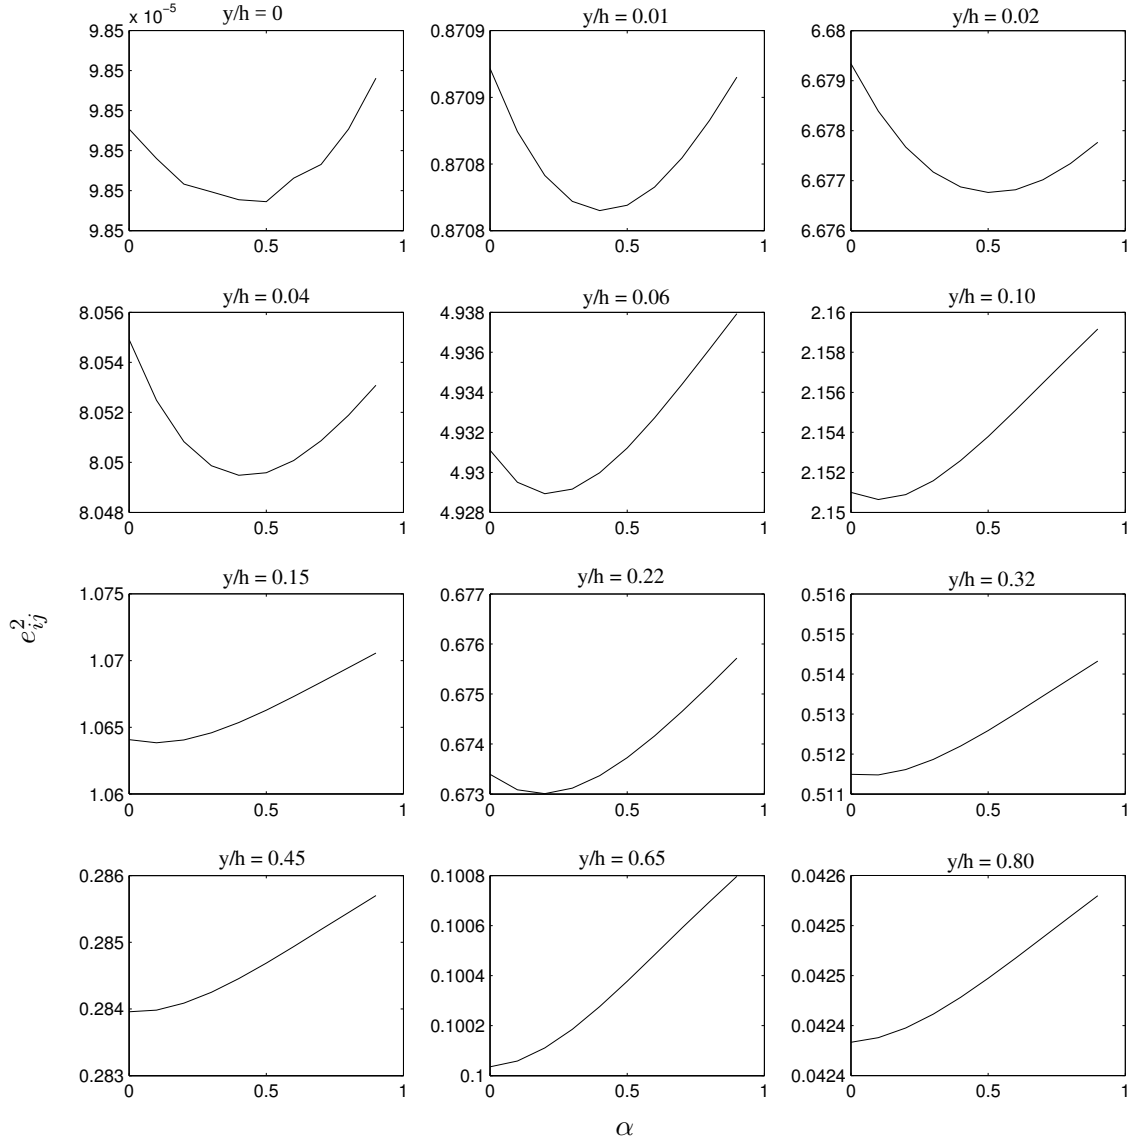 x 10⁻⁵ y/h = 0
9.85
9.85
9.85
9.85
9.85
9.85
0 0.5 1
y/h = 0.01
0.8709
0.8709
0.8708
0.8708
0 0.5 1
y/h = 0.02
6.68
6.679
6.678
6.677
6.676
0 0.5 1
y/h = 0.04
8.056
8.054
8.052
8.05
8.048
0 0.5 1
y/h = 0.06
4.938
4.936
4.934
4.932
4.93
4.928
0 0.5 1
y/h = 0.10
2.16
2.158
2.156
2.154
2.152
2.15
0 0.5 1
y/h = 0.15
1.075
1.07
1.065
1.06
0 0.5 1
y/h = 0.22
0.677
0.676
0.675
0.674
0.673
0 0.5 1
y/h = 0.32
0.516
0.515
0.514
0.513
0.512
0.511
0 0.5 1
y/h = 0.45
0.286
0.285
0.284
0.283
0 0.5 1
y/h = 0.65
0.1008
0.1006
0.1004
0.1002
0.1
0 0.5 1
y/h = 0.80
0.0426
0.0425
0.0425
0.0424
0.0424
0 0.5 1
e²ᵢⱼ
α